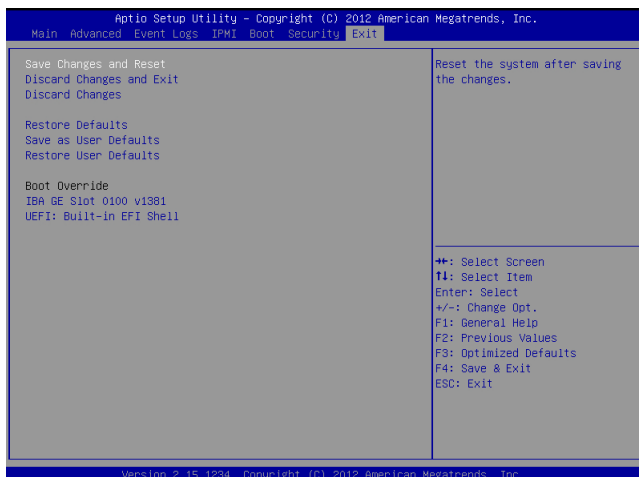 Aptio Setup Utility - Copyright (C) 2012 American Megatrends, Inc.
Main Advanced Event Logs IPMI Boot Security Exit
Save Changes and Reset
Discard Changes and Exit
Discard Changes
Restore Defaults
Save as User Defaults
Restore User Defaults
Boot Override
IBA GE Slot 0100 v1381
UEFI: Built-in EFI Shell
Reset the system after saving
the changes.
→←: Select Screen
↑↓: Select Item
Enter: Select
+/-: Change Opt.
F1: General Help
F2: Previous Values
F3: Optimized Defaults
F4: Save & Exit
ESC: Exit
Version 2.15.1234. Copyright (C) 2012 American Megatrends, Inc.